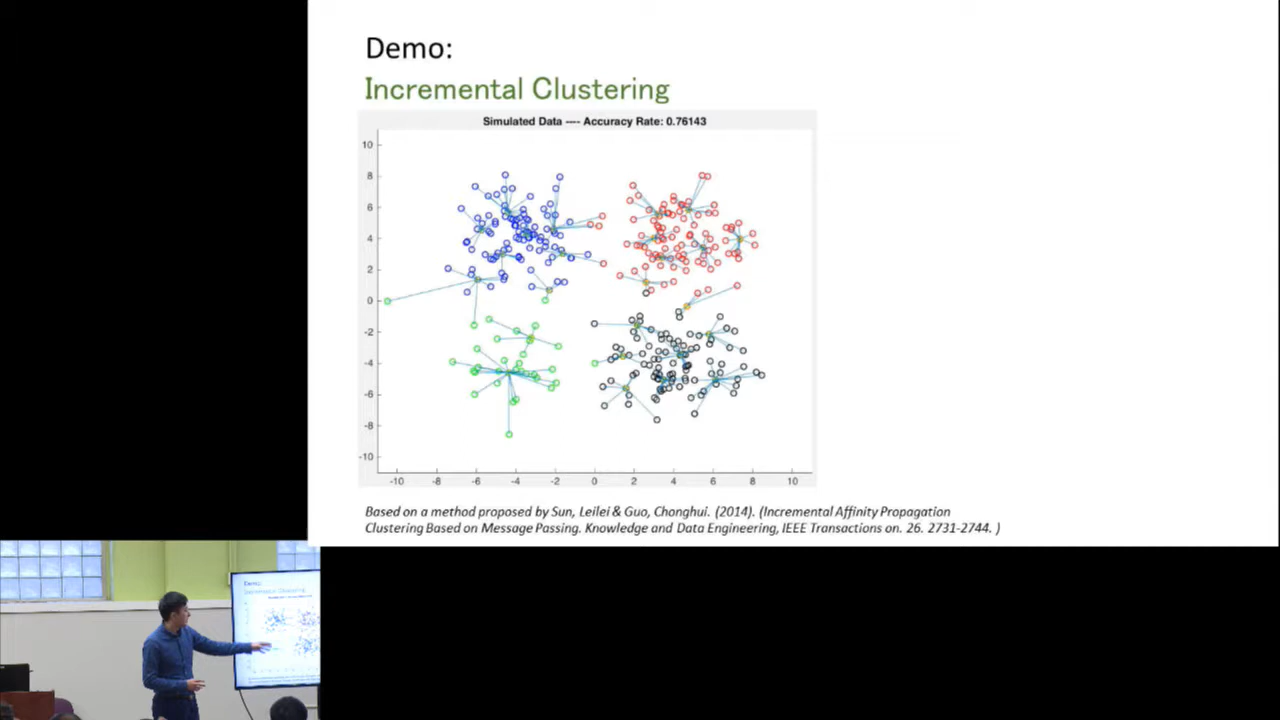 Demo:
Incremental Clustering
Simulated Data ---- Accuracy Rate: 0.76143
10
8
6
4
2
0
-2
-4
-6
-8
-10
-10 -8 -6 -4 -2 0 2 4 6 8 10
Based on a method proposed by Sun, Leilei & Guo, Chonghui. (2014). (Incremental Affinity Propagation
Clustering Based on Message Passing. Knowledge and Data Engineering, IEEE Transactions on. 26. 2731-2744. )
Demo:
Incremental Clustering